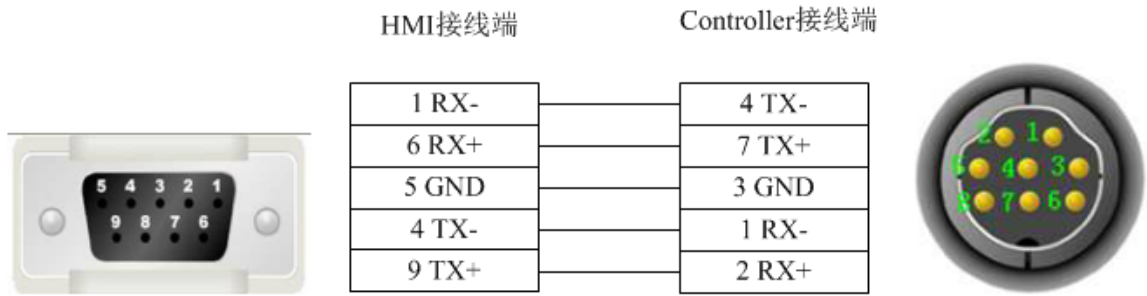 HMI接线端
Controller接线端
1 RX-
4 TX-
6 RX+
7 TX+
5 GND
3 GND
4 TX-
1 RX-
9 TX+
2 RX+
5 4 3 2 1
9 8 7 6
2 1
5 4 3
8 7 6